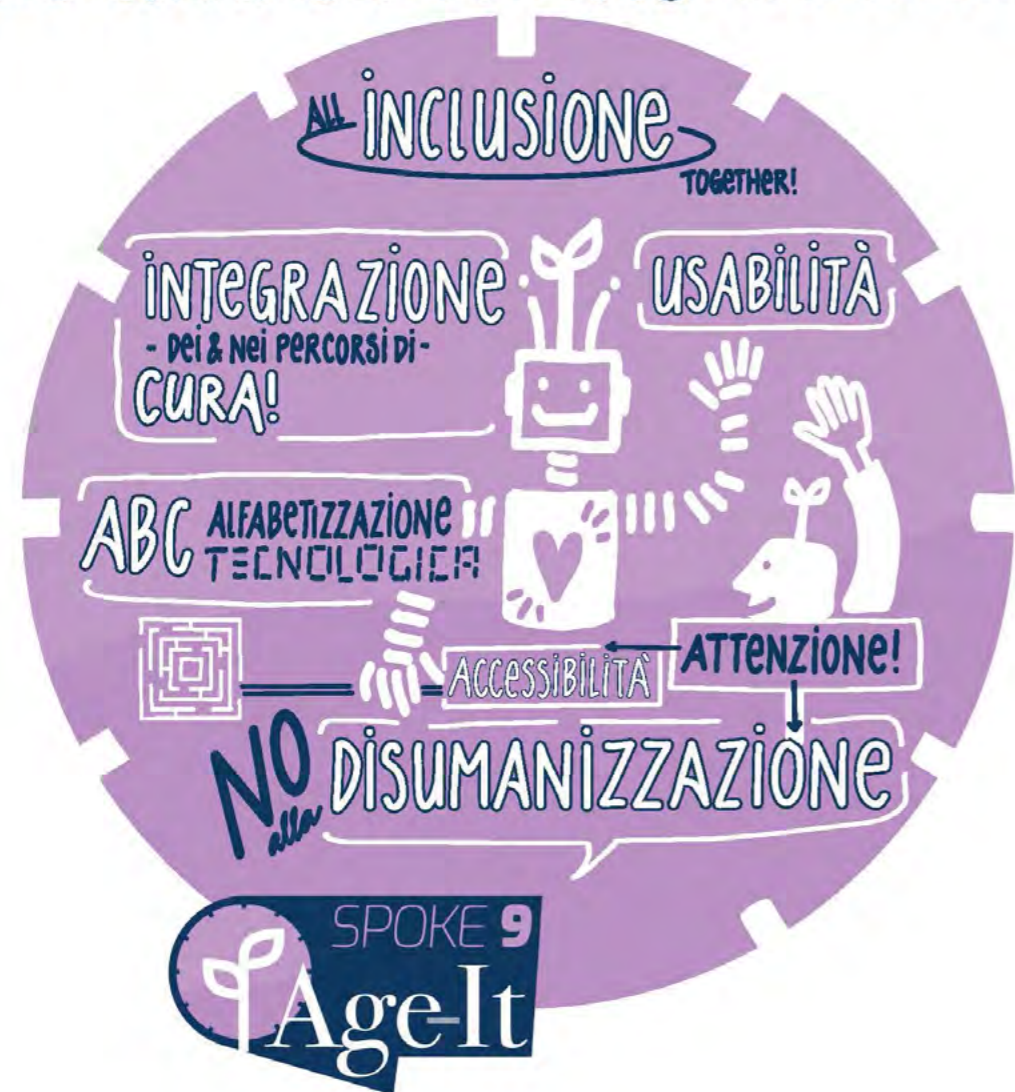 ALL INCLUSIONE
TOGETHER!
INTEGRAZIONE
- DEI & NEI PERCORSI DI -
CURA!
USABILITÀ
ABC ALFABETIZZAZIONE
TECNOLOGICA
ATTENZIONE!
ACCESSIBILITÀ
NO alla DISUMANIZZAZIONE
SPOKE 9
Age-It